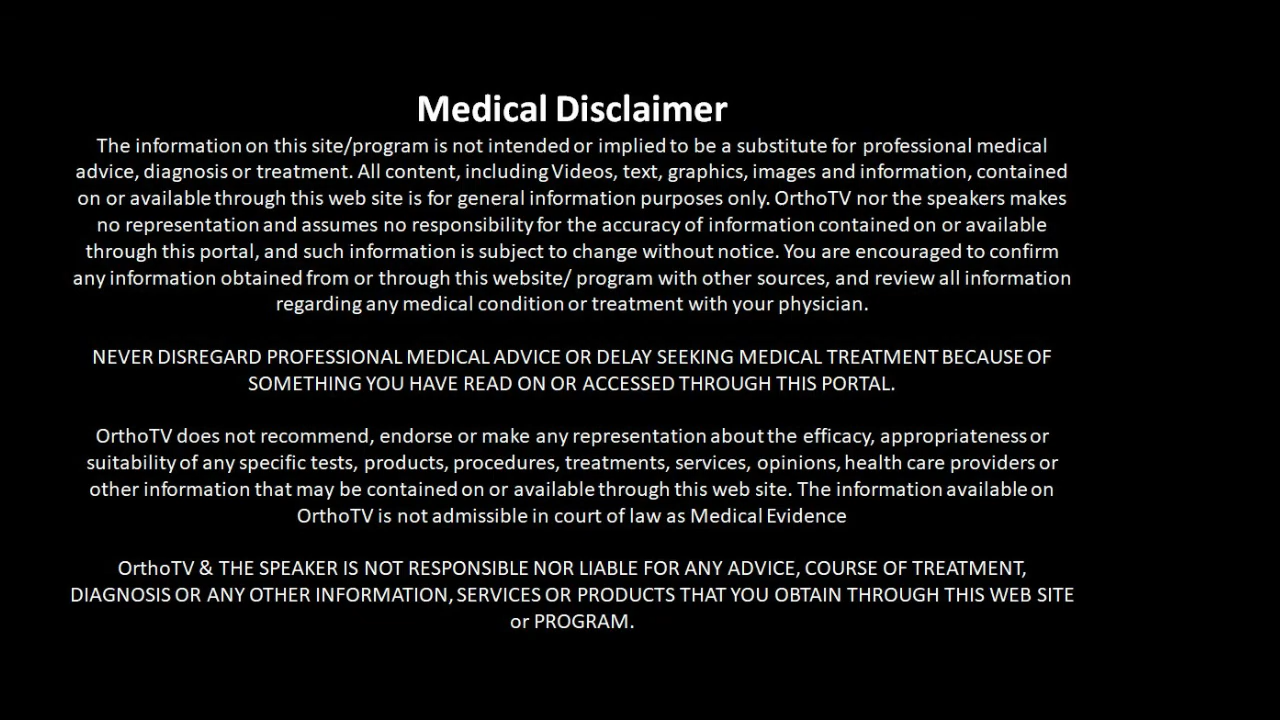 Medical Disclaimer
The information on this site/program is not intended or implied to be a substitute for professional medical
advice, diagnosis or treatment. All content, including Videos, text, graphics, images and information, contained
on or available through this web site is for general information purposes only. OrthoTV nor the speakers makes
no representation and assumes no responsibility for the accuracy of information contained on or available
through this portal, and such information is subject to change without notice. You are encouraged to confirm
any information obtained from or through this website/ program with other sources, and review all information
regarding any medical condition or treatment with your physician.
NEVER DISREGARD PROFESSIONAL MEDICAL ADVICE OR DELAY SEEKING MEDICAL TREATMENT BECAUSE OF
SOMETHING YOU HAVE READ ON OR ACCESSED THROUGH THIS PORTAL.
OrthoTV does not recommend, endorse or make any representation about the efficacy, appropriateness or
suitability of any specific tests, products, procedures, treatments, services, opinions, health care providers or
other information that may be contained on or available through this web site. The information available on
OrthoTV is not admissible in court of law as Medical Evidence
OrthoTV & THE SPEAKER IS NOT RESPONSIBLE NOR LIABLE FOR ANY ADVICE, COURSE OF TREATMENT,
DIAGNOSIS OR ANY OTHER INFORMATION, SERVICES OR PRODUCTS THAT YOU OBTAIN THROUGH THIS WEB SITE
or PROGRAM.